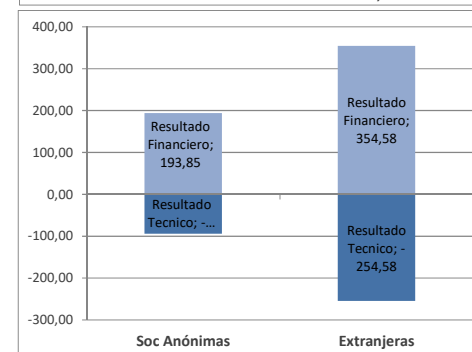 400,00
300,00
200,00
100,00
0,00
-100,00
-200,00
-300,00
Resultado
Financiero;
193,85
Resultado
Tecnico; -...
Resultado
Financiero;
354,58
Resultado
Tecnico; -
254,58
Soc Anónimas
Extranjeras